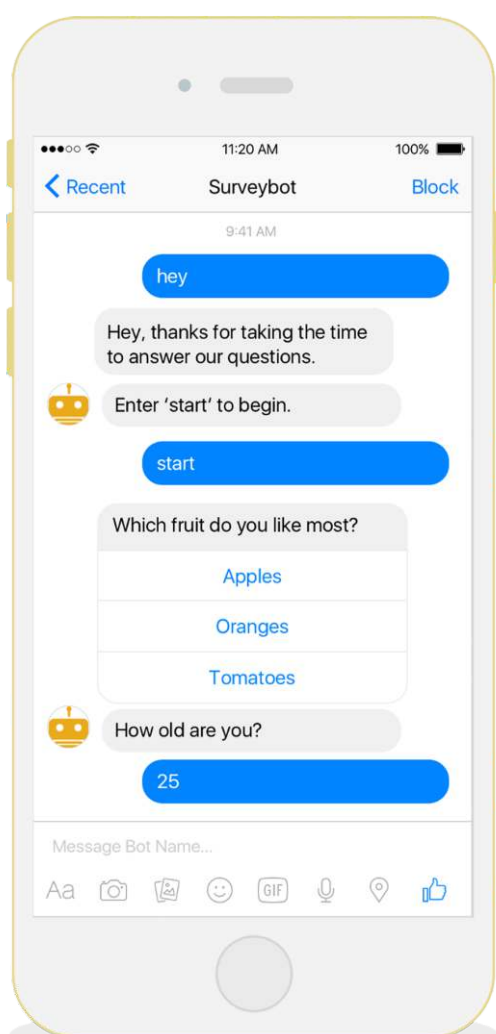 11:20 AM
100%
Recent
Surveybot
Block
9:41 AM
hey
Hey, thanks for taking the time
to answer our questions.
Enter ‘start’ to begin.
start
Which fruit do you like most?
Apples
Oranges
Tomatoes
How old are you?
25
Message Bot Name...
Aa
GIF